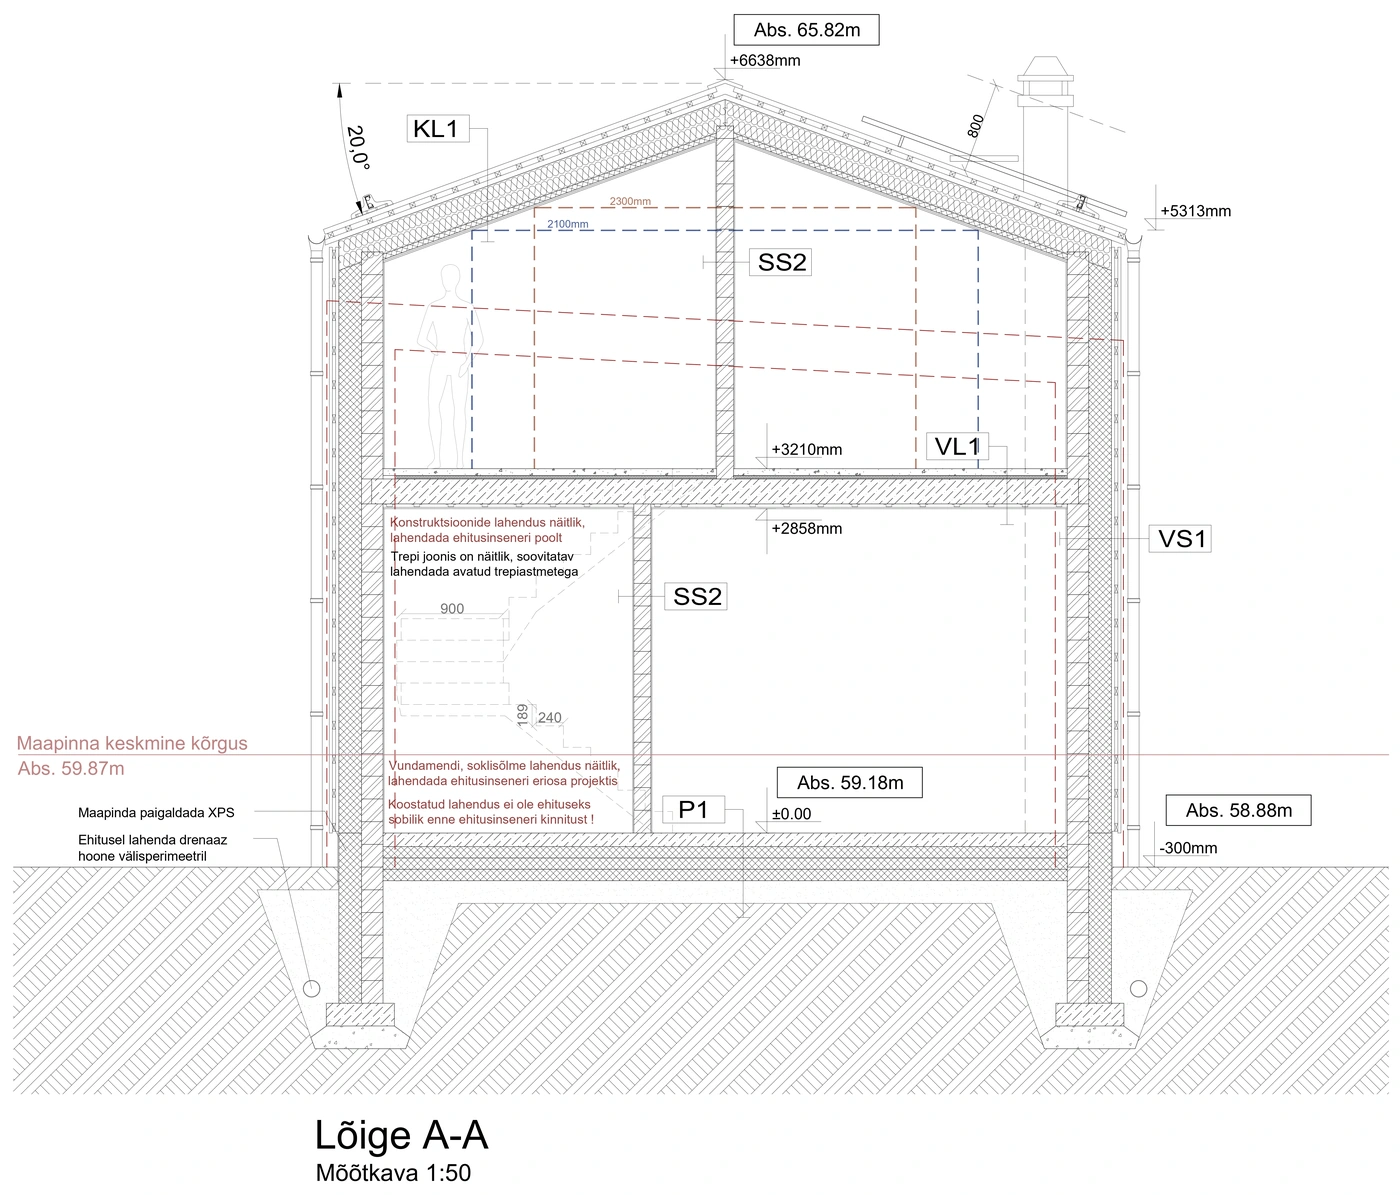 Abs. 65.82m
+6638mm
20,0°
KL1
800
+5313mm
2300mm
2100mm
SS2
+3210mm
VL1
+2858mm
Konstruktsioonide lahendus näitlik,
lahendada ehitusinseneri poolt
Trepi joonis on näitlik, soovitatav
lahendada avatud trepiastmetega
VS1
SS2
900
189
240
Maapinna keskmine kõrgus
Abs. 59.87m
Vundamendi, soklisõlme lahendus näitlik,
lahendada ehitusinseneri eriosa projektis
Koostatud lahendus ei ole ehituseks
sobilik enne ehitusinseneri kinnitust !
Abs. 59.18m
P1
±0.00
Abs. 58.88m
-300mm
Maapinda paigaldada XPS
Ehitusel lahenda drenaaz
hoone välisperimeetril
Lõige A-A
Mõõtkava 1:50